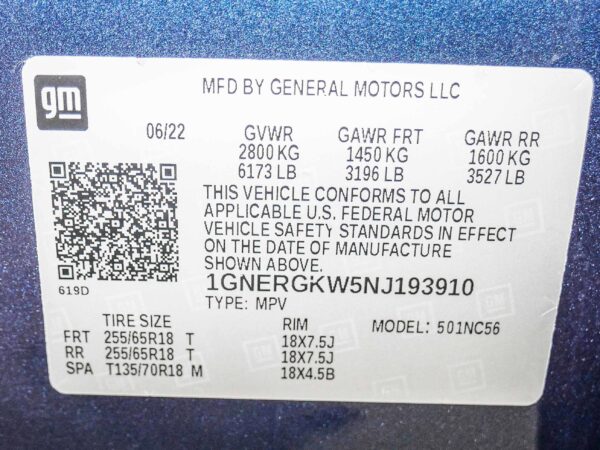 gm
MFD BY GENERAL MOTORS LLC
06/22 GVWR GAWR FRT GAWR RR
2800 KG 1450 KG 1600 KG
6173 LB 3196 LB 3527 LB
THIS VEHICLE CONFORMS TO ALL
APPLICABLE U.S. FEDERAL MOTOR
VEHICLE SAFETY STANDARDS IN EFFECT
ON THE DATE OF MANUFACTURE
SHOWN ABOVE.
619D
1GNERGKW5NJ193910
TYPE: MPV
TIRE SIZE RIM MODEL: 501NC56
FRT 255/65R18 T 18X7.5J
RR 255/65R18 T 18X7.5J
SPA T135/70R18 M 18X4.5B